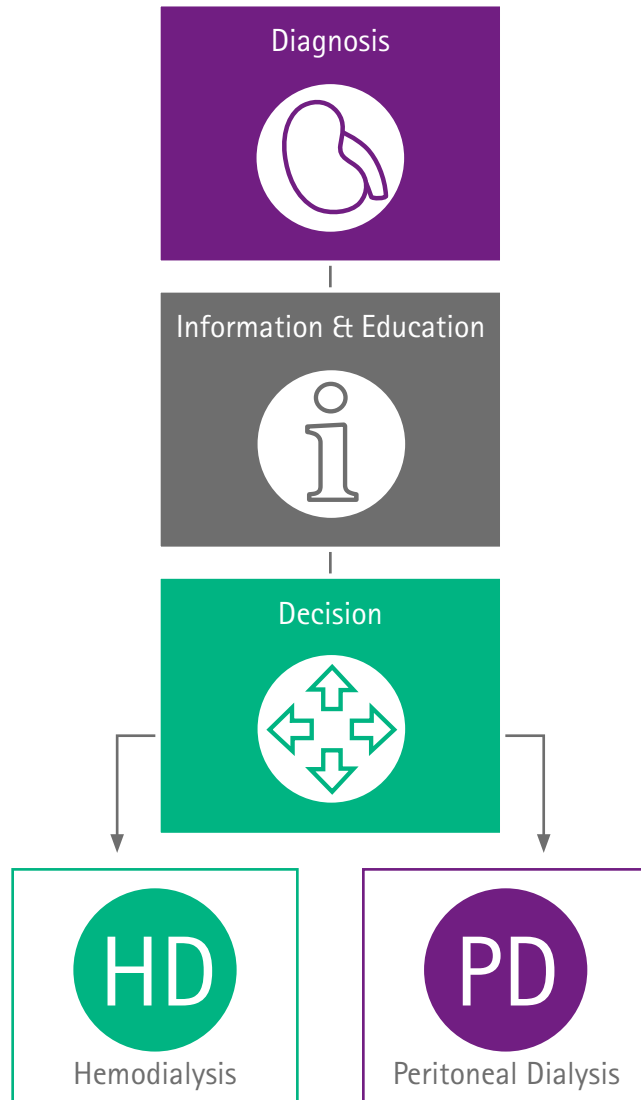 Diagnosis
Information & Education
Decision
HD
Hemodialysis
PD
Peritoneal Dialysis